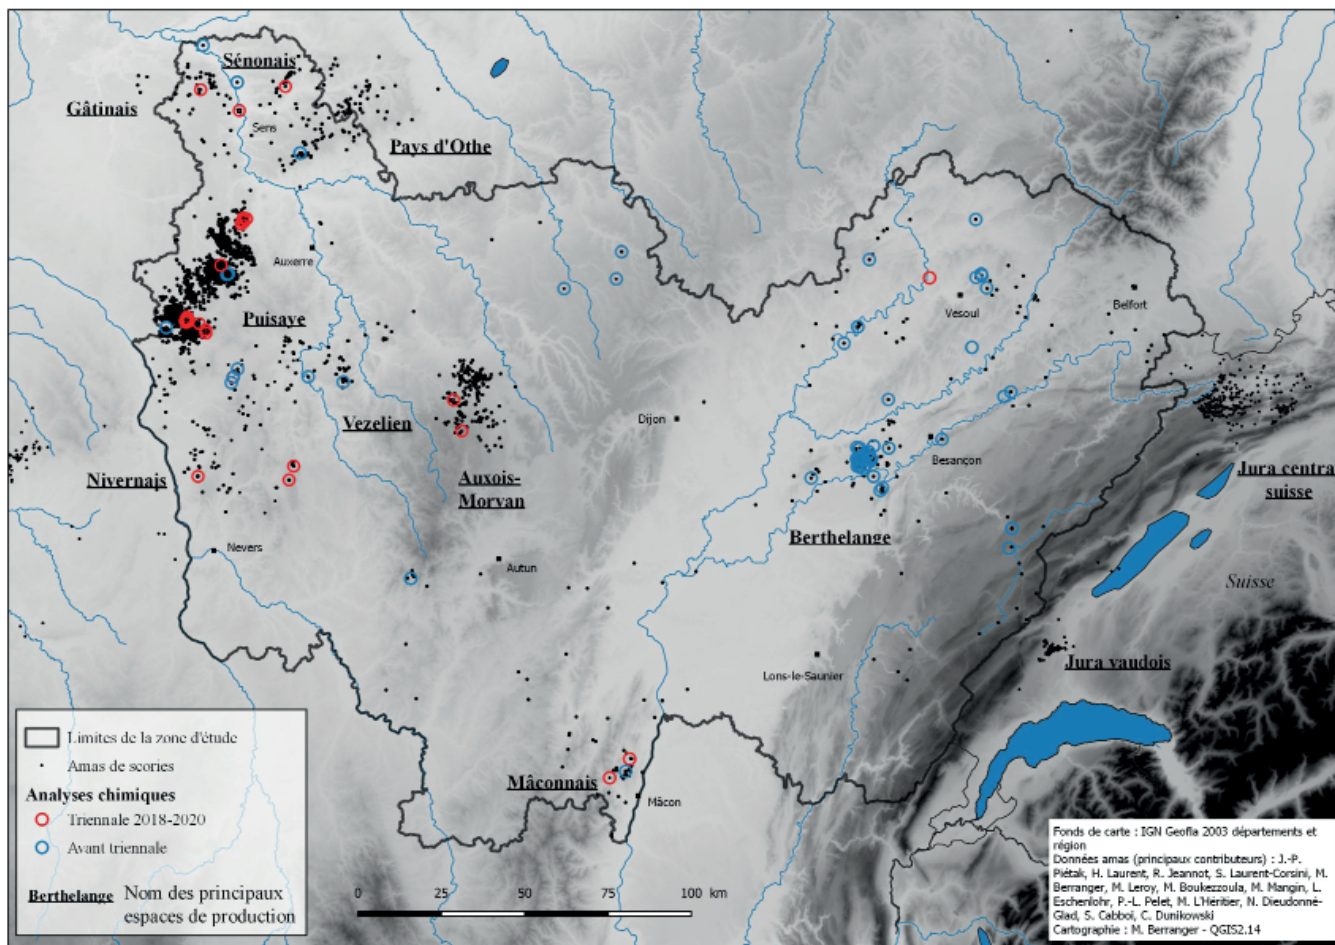 Sénonais
Gâtinais
Sens
Pays d'Othe
Auxerre
Puisaye
Vesoul
Belfort
Vezelien
Dijon
Besançon
Nivernais
Auxois-
Morvan
Jura centra
suisse
Berthelange
Nevers
Autun
Suisse
Lons-le-Saunier
Jura vaudois
Mâconnais
Mâcon
Limites de la zone d'étude
Amas de scories
Analyses chimiques
Triennale 2018-2020
Avant triennale
Berthelange Nom des principaux
espaces de production
0 25 50 75 100 km
Fonds de carte : IGN Geofla 2003 départements et
région
Données amas (principaux contributeurs) : J.-P.
Piétak, H. Laurent, R. Jeannot, S. Laurent-Corsini, M.
Berranger, M. Leroy, M. Boukezzoula, M. Mangin, L.
Eschenlohr, P.-L. Pelet, M. L'Héritier, N. Dieudonné-
Glad, S. Cabboi, C. Dunikowski
Cartographie : M. Berranger - QGIS2.14